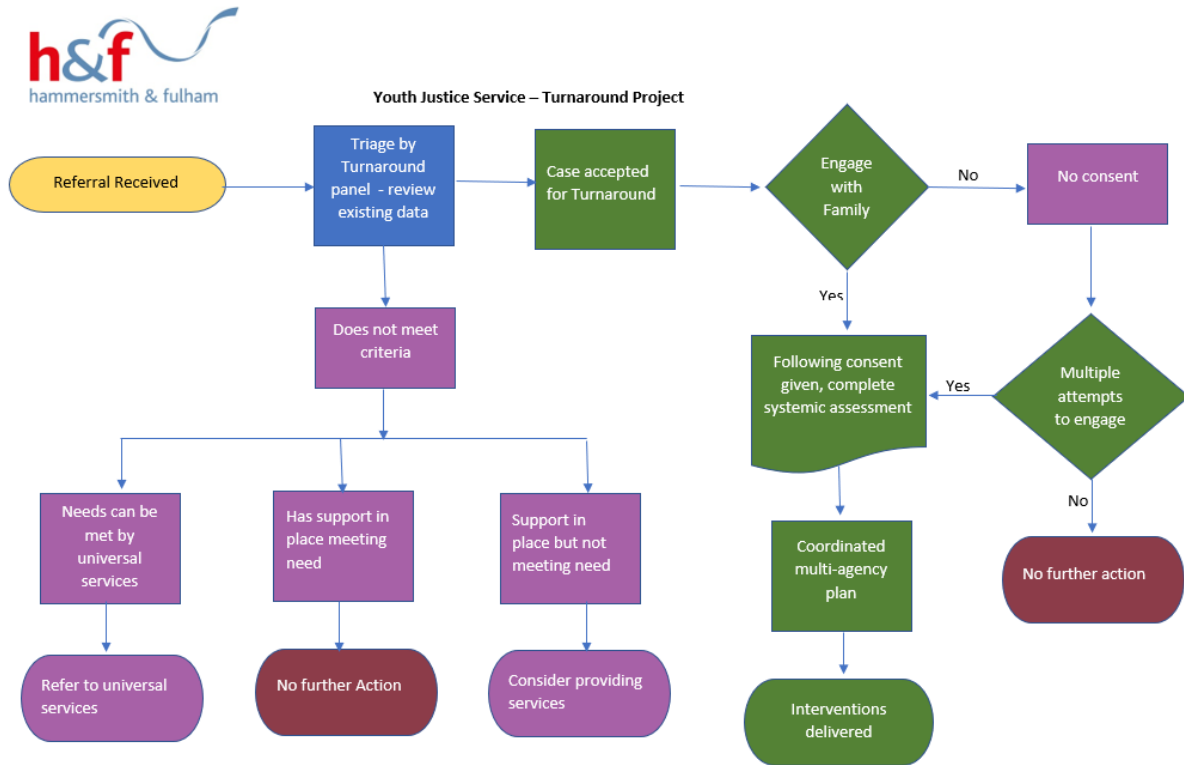 h&f
hammersmith & fulham
Youth Justice Service – Turnaround Project
Referral Received
Triage by
Turnaround
panel - review
existing data
Case accepted
for Turnaround
Engage
with
Family
No
No consent
Yes
Does not meet
criteria
Following consent
given, complete
systemic assessment
Yes
Multiple
attempts
to engage
No
Needs can be
met by
universal
services
Has support in
place meeting
need
Support in
place but not
meeting need
Coordinated
multi-agency
plan
No further action
Refer to universal
services
No further Action
Consider providing
services
Interventions
delivered